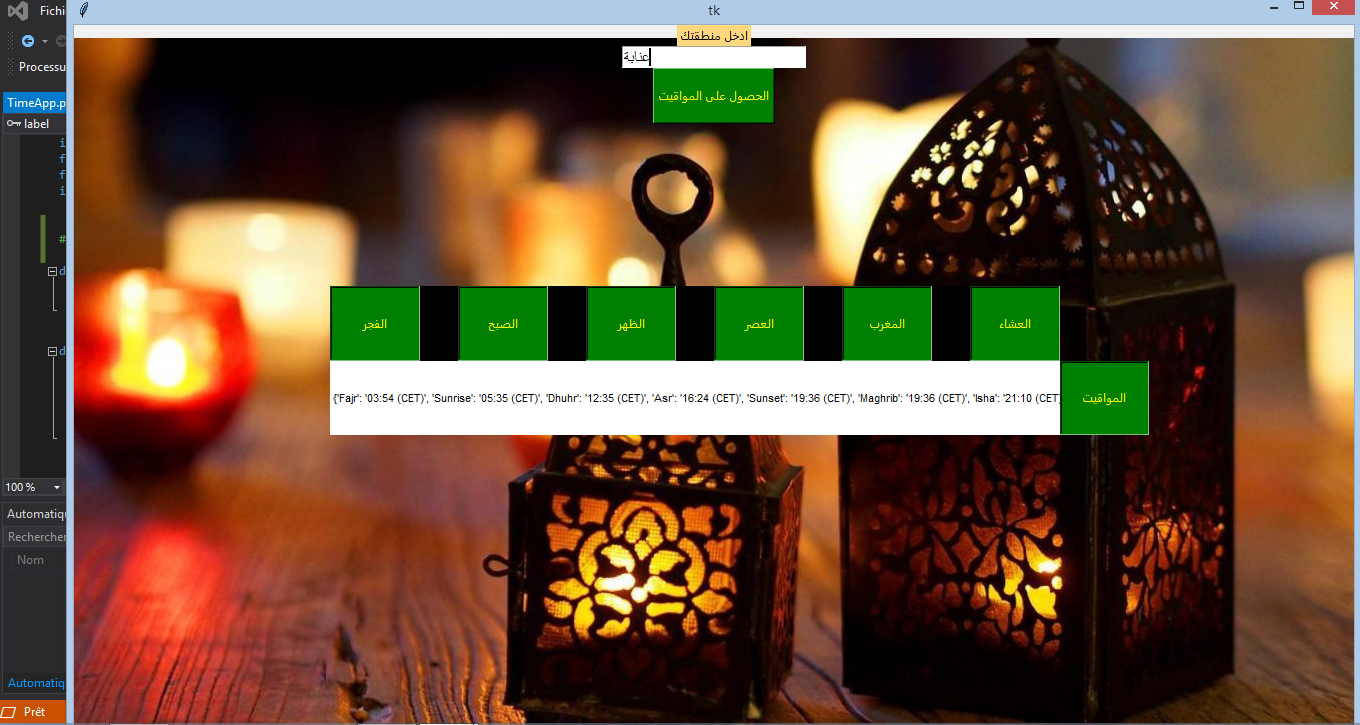 Fichi
tk
Processu
ادخل منطقتك
عنابة
الحصول على المواقيت
TimeApp.p
label
i
f
f
i
#
d
d
الفجر
الصبح
الظهر
العصر
المغرب
العشاء
{'Fajr': '03:54 (CET)', 'Sunrise': '05:35 (CET)', 'Dhuhr': '12:35 (CET)', 'Asr': '16:24 (CET)', 'Sunset': '19:36 (CET)', 'Maghrib': '19:36 (CET)', 'Isha': '21:10 (CET)
المواقيت
100 %
Automatiq
Rechercher
Nom
Automatiq
Prêt